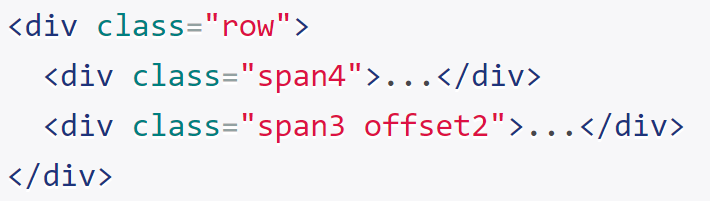 <div class="row">
  <div class="span4">...</div>
  <div class="span3 offset2">...</div>
</div>